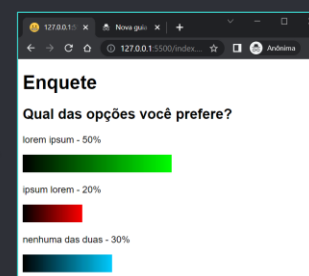 127.0.0.1:5
Nova guia
127.0.0.1:5500/index...
Anônima
Enquete
Qual das opções você prefere?
lorem ipsum - 50%
ipsum lorem - 20%
nenhuma das duas - 30%